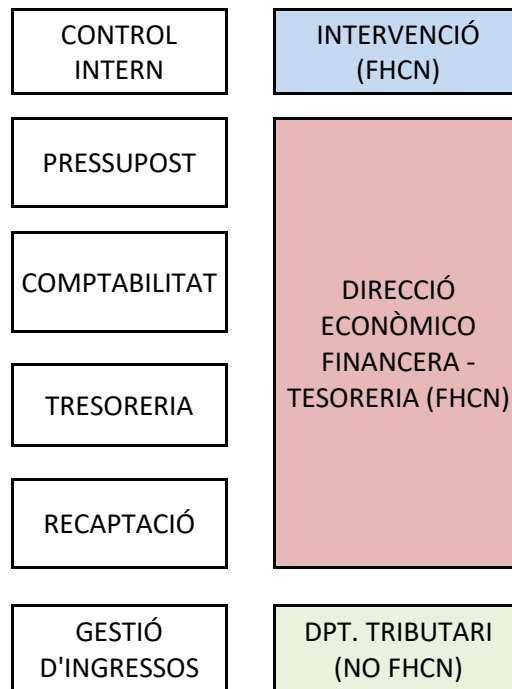 CONTROL
INTERN
INTERVENCIÓ
(FHCN)
PRESSUPOST
COMPTABILITAT
TRESORERIA
RECAPTACIÓ
DIRECCIÓ
ECONÒMICO
FINANCERA -
TESORERIA (FHCN)
GESTIÓ
D'INGRESSOS
DPT. TRIBUTARI
(NO FHCN)